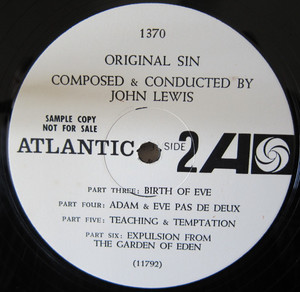 1370
ORIGINAL SIN
COMPOSED & CONDUCTED BY
JOHN LEWIS
SAMPLE COPY
NOT FOR SALE
ATLANTIC
SIDE 2
A
PART THREE: BIRTH OF EVE
PART FOUR: ADAM & EVE PAS DE DEUX
PART FIVE: TEACHING & TEMPTATION
PART SIX: EXPULSION FROM
THE GARDEN OF EDEN
(11792)